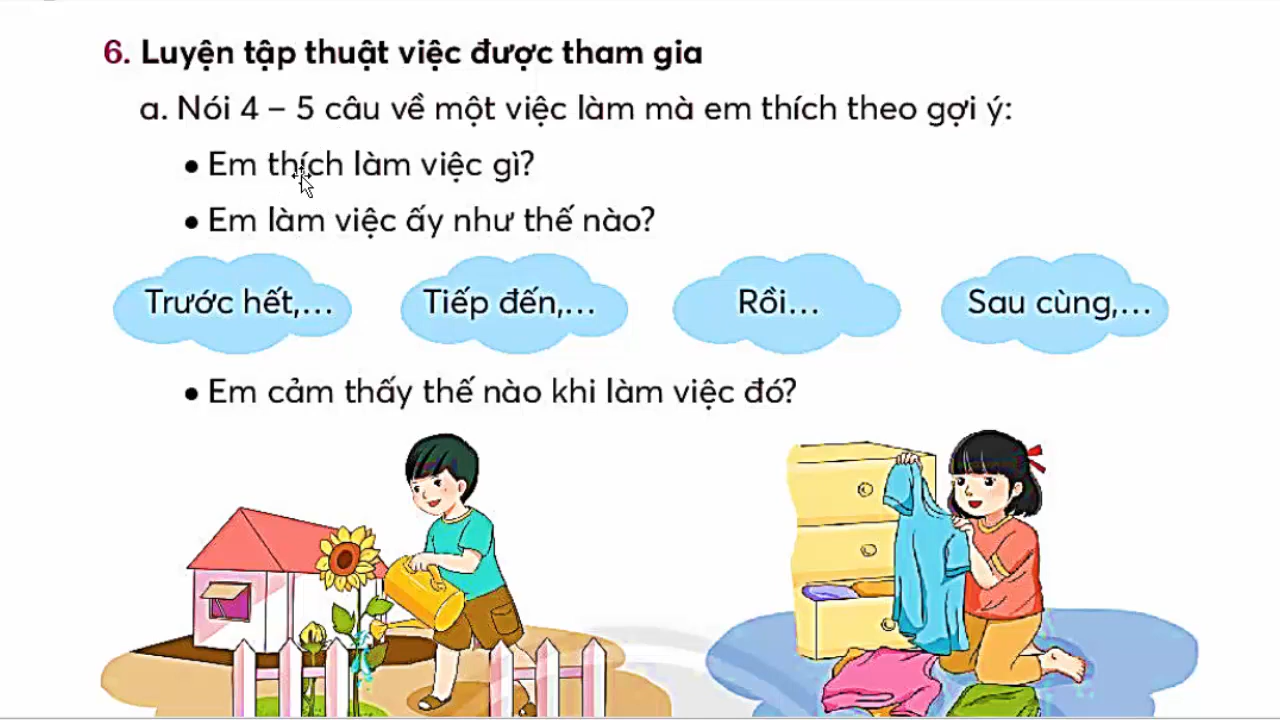 6. Luyện tập thuật việc được tham gia
a. Nói 4 – 5 câu về một việc làm mà em thích theo gợi ý:
• Em thích làm việc gì?
• Em làm việc ấy như thế nào?
Trước hết,... Tiếp đến,... Rồi... Sau cùng,...
• Em cảm thấy thế nào khi làm việc đó?